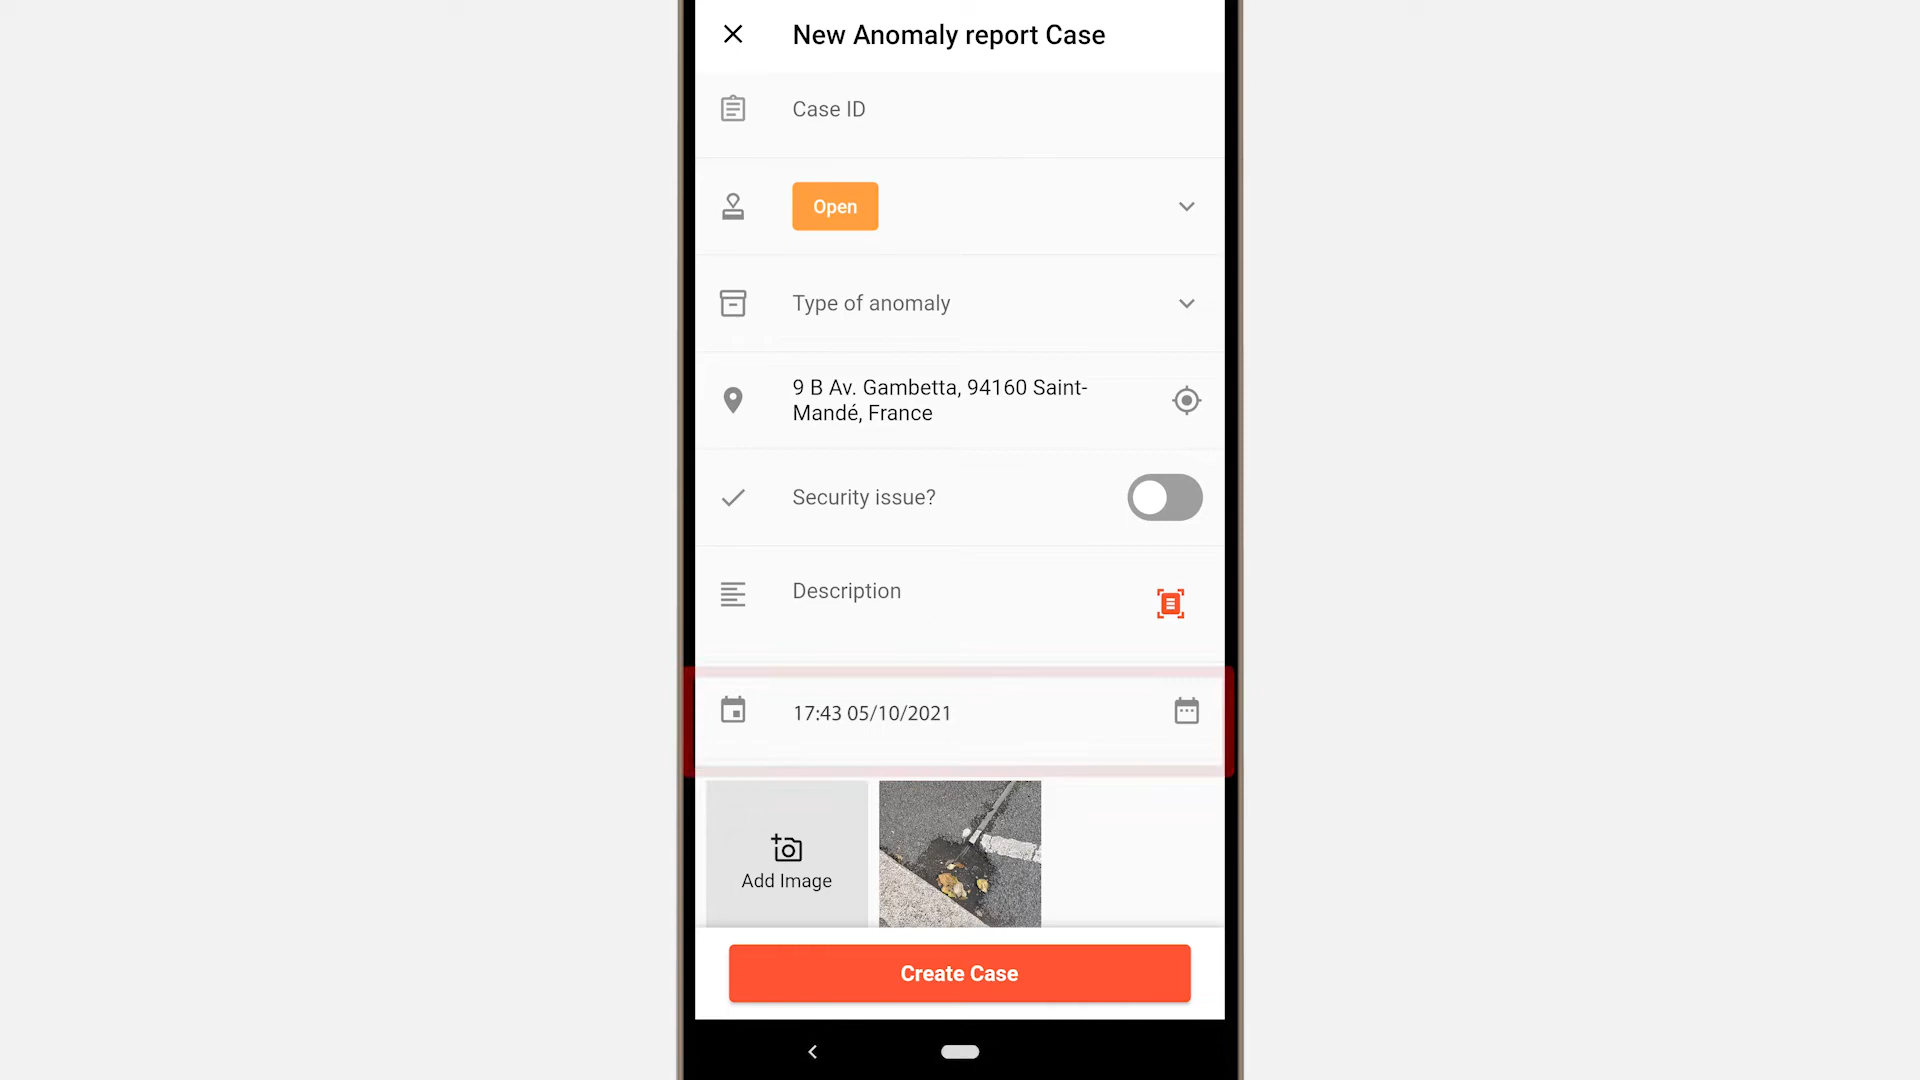 New Anomaly report Case
Case ID
Open
Type of anomaly
9 B Av. Gambetta, 94160 Saint-
Mandé, France
Security issue?
Description
17:43 05/10/2021
Add Image
Create Case